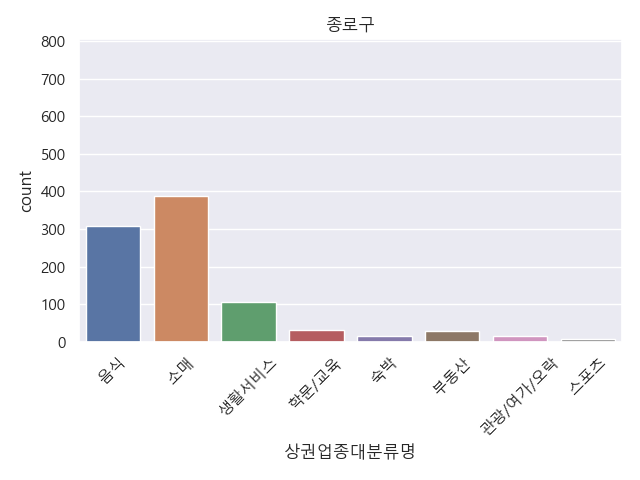 종로구
800
700
600
500
400
300
200
100
0
count
음식
소매
생활서비스
학문/교육
숙박
부동산
관광/여가/오락
스포츠
상권업종대분류명